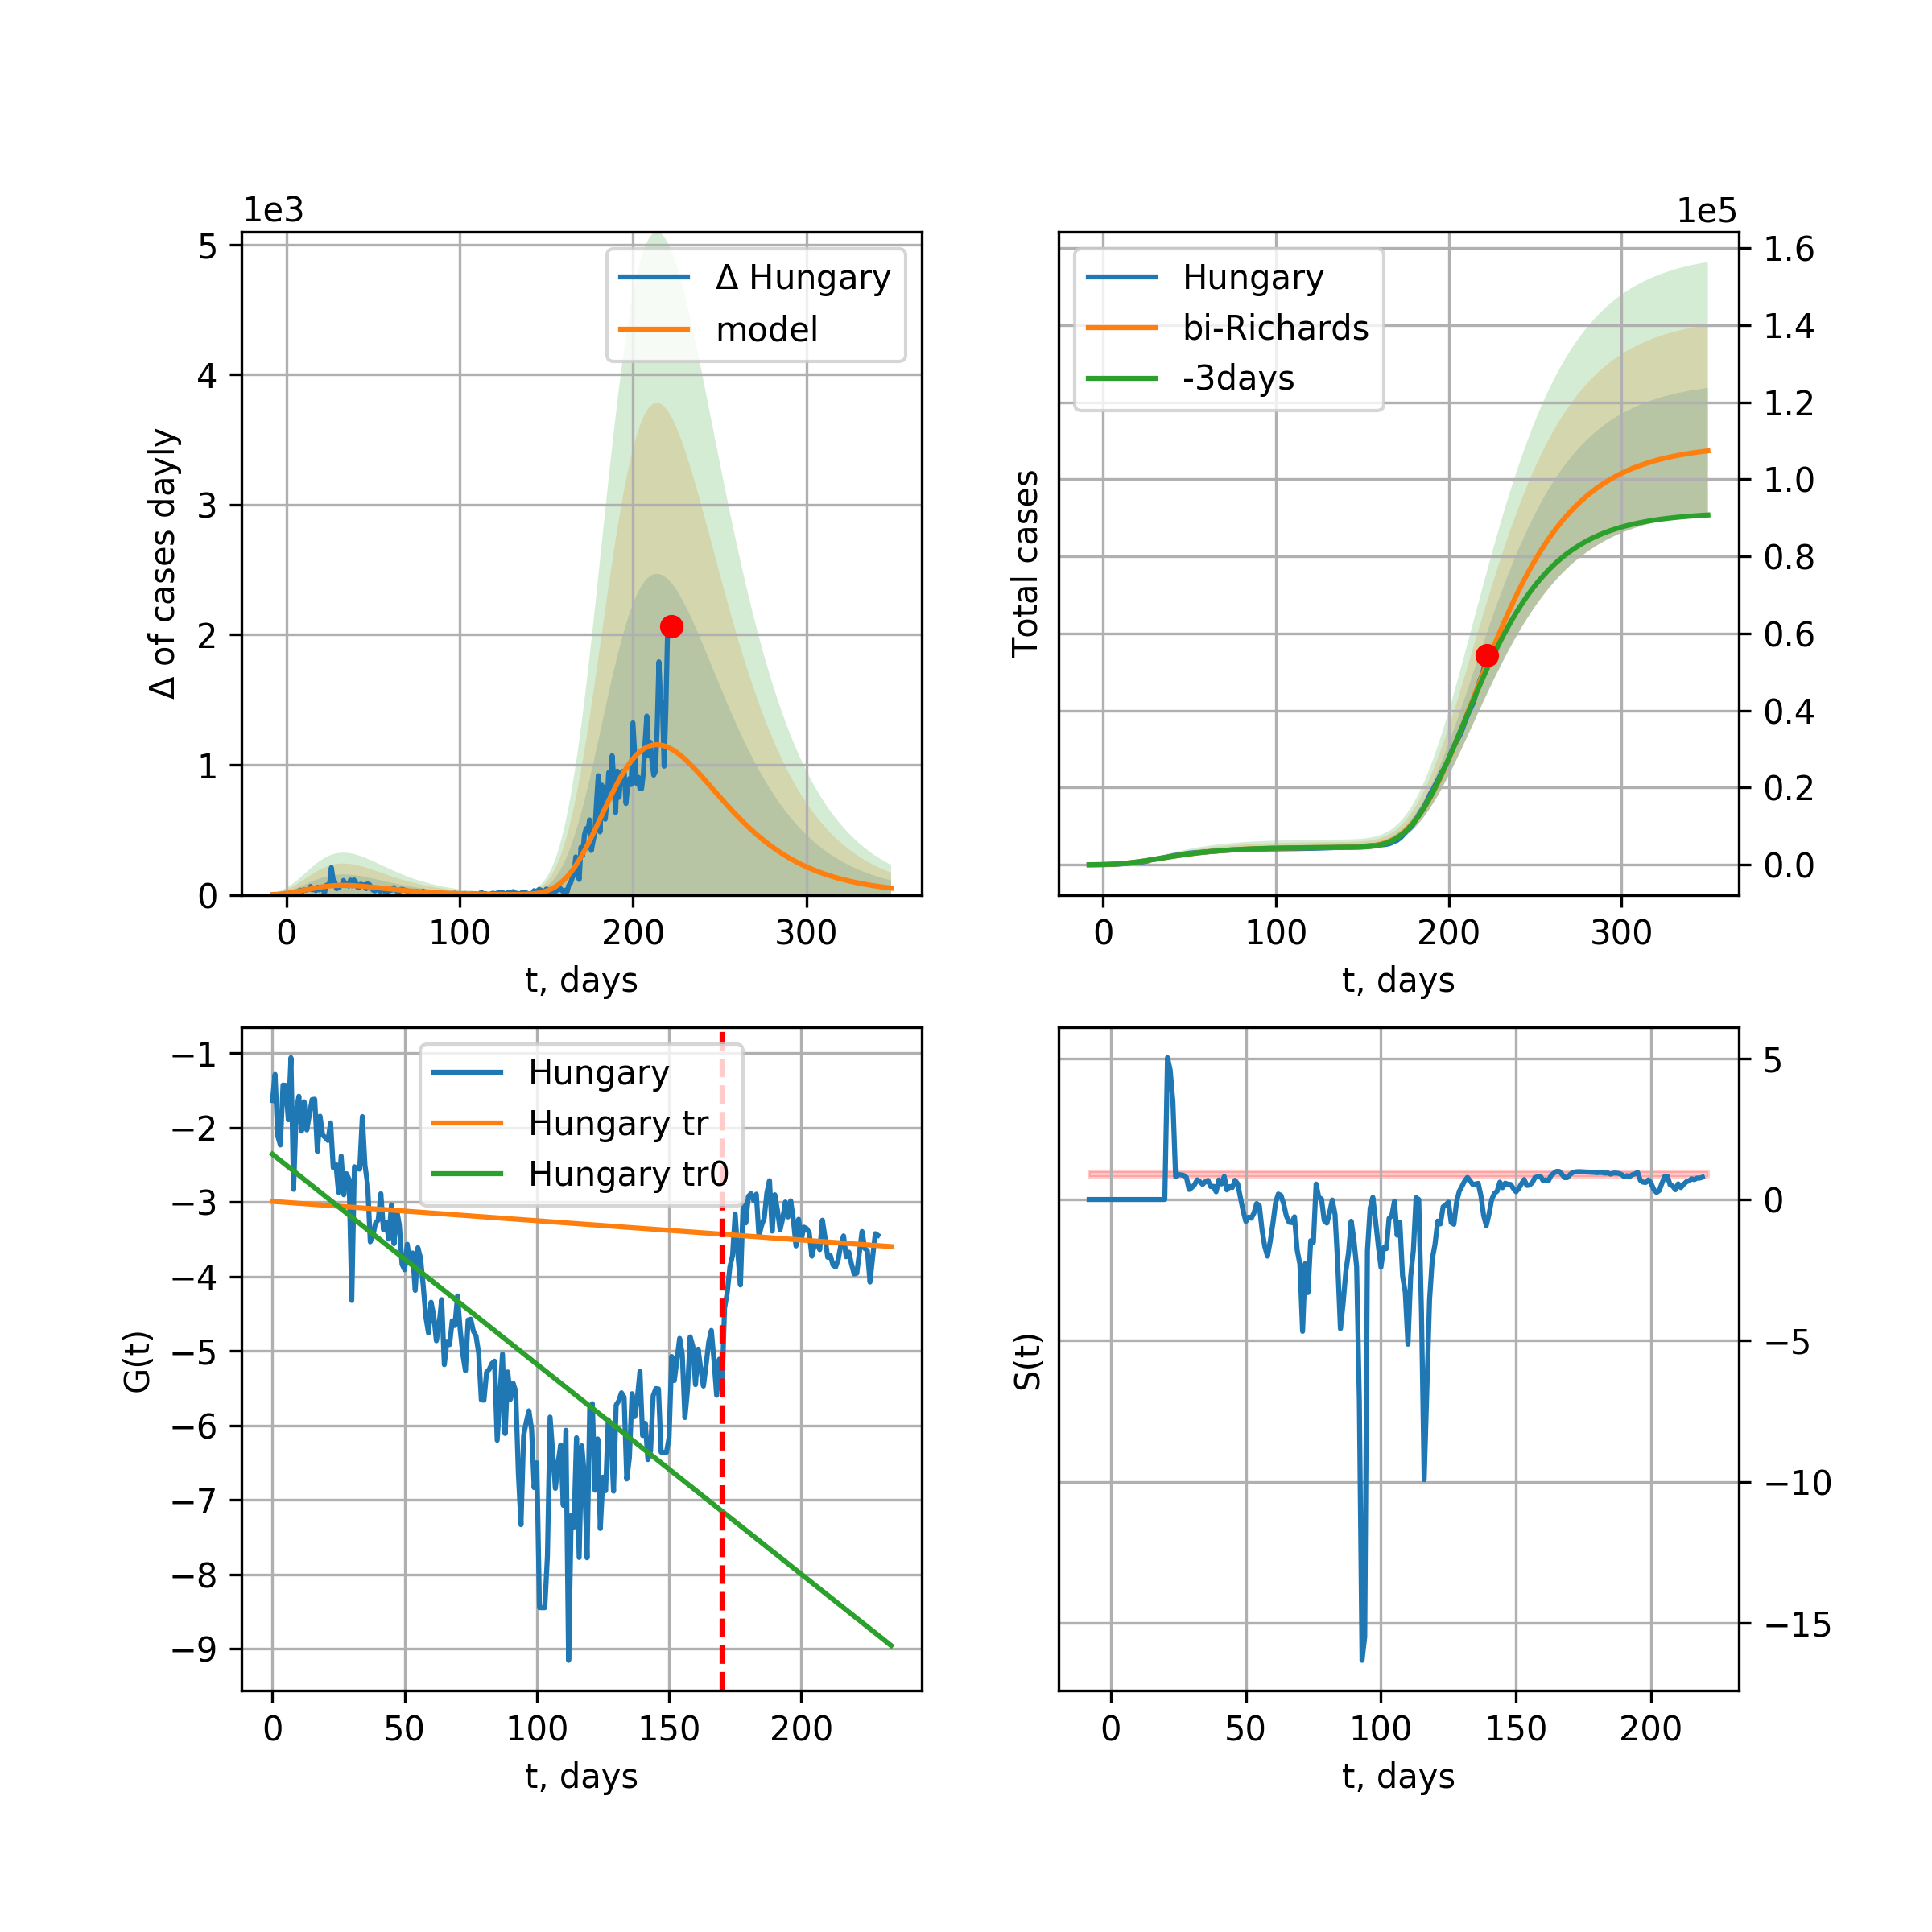 1e3
5
4
3
2
1
0
Δ of cases dayly
Δ Hungary
model
0
100
200
300
t, days
1e5
1.6
1.4
1.2
1.0
0.8
0.6
0.4
0.2
0.0
Total cases
Hungary
bi-Richards
-3days
0
100
200
300
t, days
−1
−2
−3
−4
−5
−6
−7
−8
−9
G(t)
Hungary
Hungary tr
Hungary tr0
0
50
100
150
200
t, days
5
0
−5
−10
−15
S(t)
0
50
100
150
200
t, days